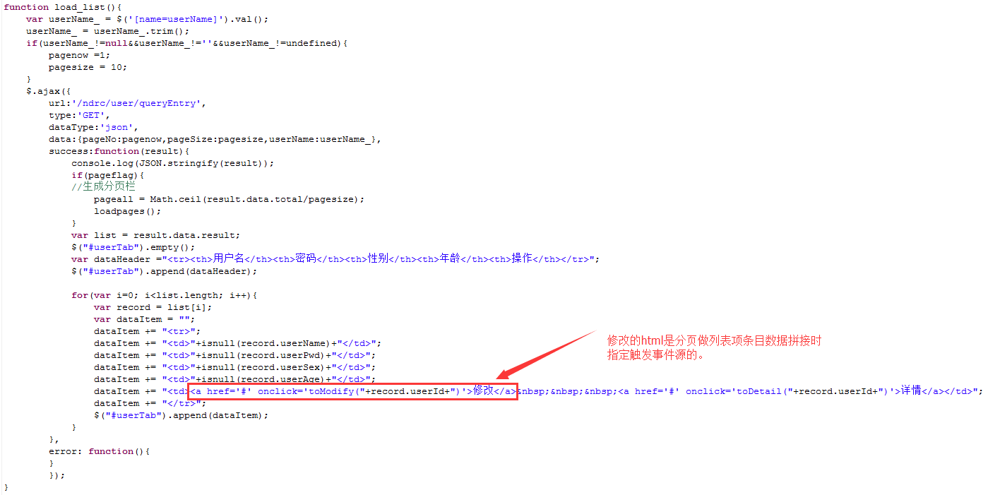 function load_list(){
var userName_ = $('[name=userName]').val();
userName_ = userName_.trim();
if(userName_!=null&&userName_!=''&&userName_!=undefined){
pagenow =1;
pagesize = 10;
}
$.ajax({
url:'/ndrc/user/queryEntry',
type:'GET',
dataType:'json',
data:{pageNo:pagenow,pageSize:pagesize,userName:userName_},
success:function(result){
console.log(JSON.stringify(result));
if(pageflag){
//生成分页栏
pageall = Math.ceil(result.data.total/pagesize);
loadpages();
}
var list = result.data.result;
$("#userTab").empty();
var dataHeader ="<tr><th>用户名</th><th>密码</th><th>性别</th><th>年龄</th><th>操作</th></tr>";
$("#userTab").append(dataHeader);
for(var i=0; i<list.length; i++){
var record = list[i];
var dataItem = "";
dataItem += "<tr>";
dataItem += "<td>"+isnull(record.userName)+"</td>";
dataItem += "<td>"+isnull(record.userPwd)+"</td>";
dataItem += "<td>"+isnull(record.userSex)+"</td>";
dataItem += "<td>"+isnull(record.userAge)+"</td>";
dataItem += "<td><a href='#' onclick='toModify("+record.userId+")'>修改</a>&nbsp;&nbsp;&nbsp;<a href='#' onclick='toDetail("+record.userId+")'>详情</a></td>";
dataItem += "</tr>";
$("#userTab").append(dataItem);
}
},
error: function(){
}
});
}
修改的html是分页做列表项条目数据拼接时
指定触发事件源的。